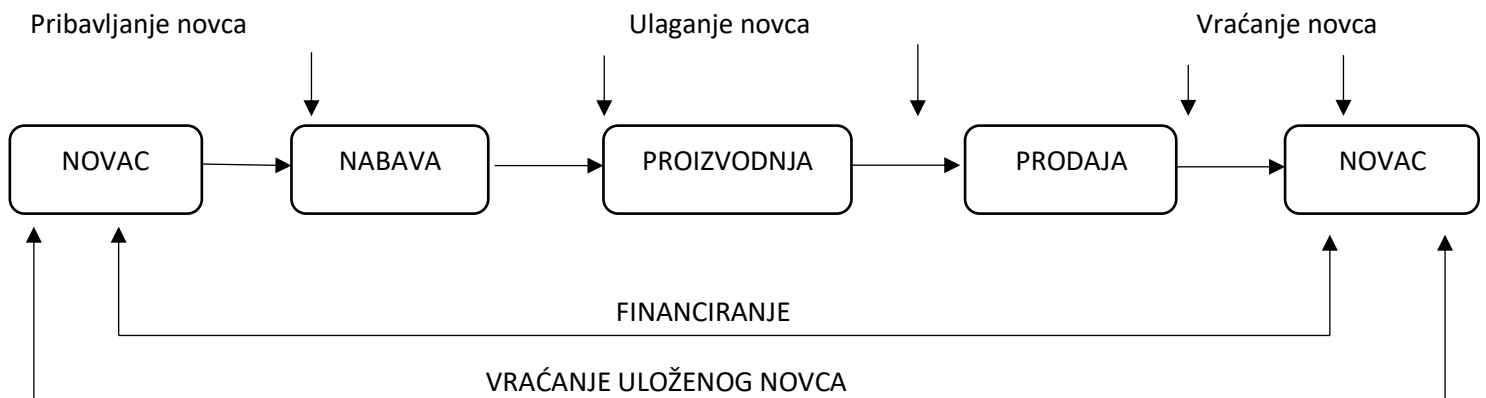 Pribavljanje novca Ulaganje novca Vraćanje novca
NOVAC NABAVA PROIZVODNJA PRODAJA NOVAC
FINANCIRANJE
VRAĆANJE ULOŽENOG NOVCA